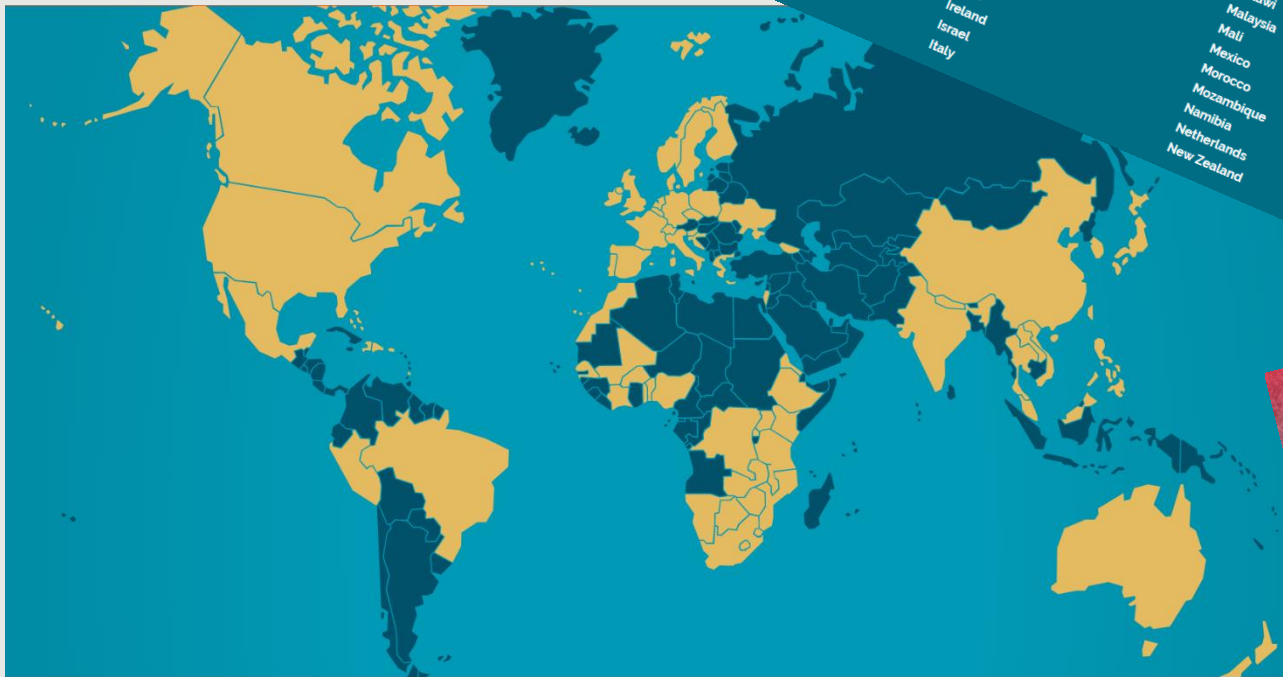 Ireland
Israel
Italy
Malaysia
Mali
Mexico
Morocco
Mozambique
Namibia
Netherlands
New Zealand